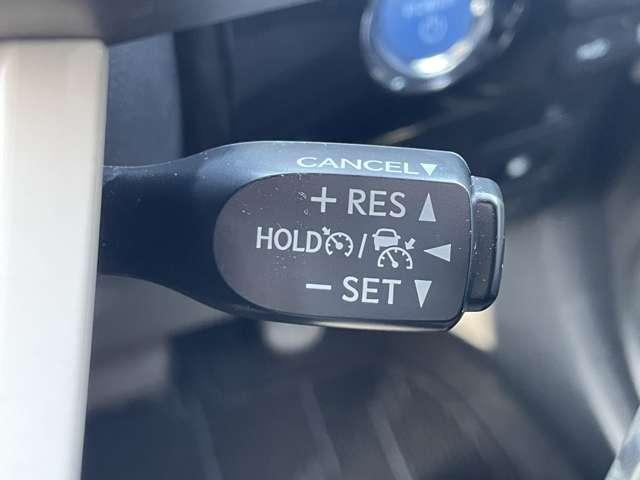 CANCEL▼
+ RES ▲
HOLD / ◀
− SET ▼